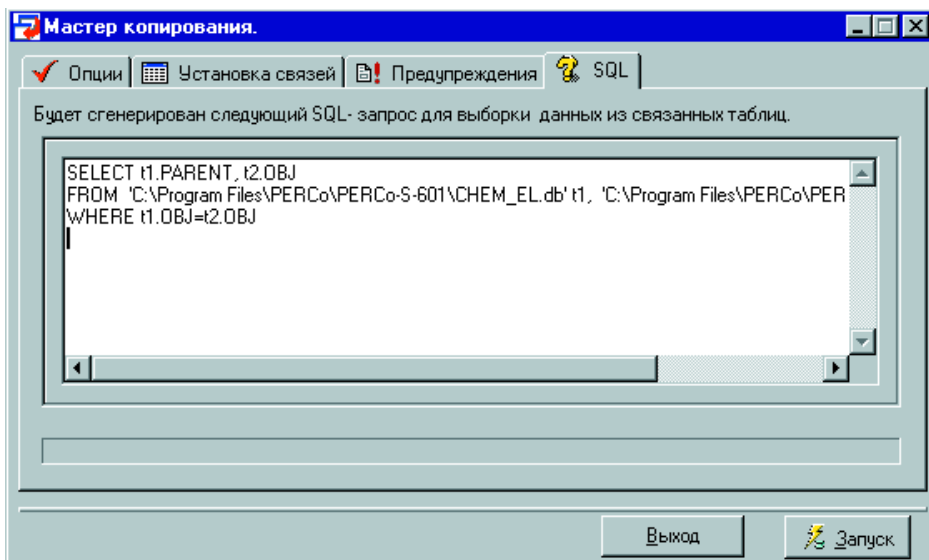 Мастер копирования.
Опции Установка связей Предупреждения SQL
Будет сгенерирован следующий SQL- запрос для выборки данных из связанных таблиц.
SELECT t1.PARENT, t2.OBJ
FROM 'C:\Program Files\PERCo\PERCo-S-601\CHEM_EL.db' t1, 'C:\Program Files\PERCo\PER
WHERE t1.OBJ=t2.OBJ
Выход Запуск